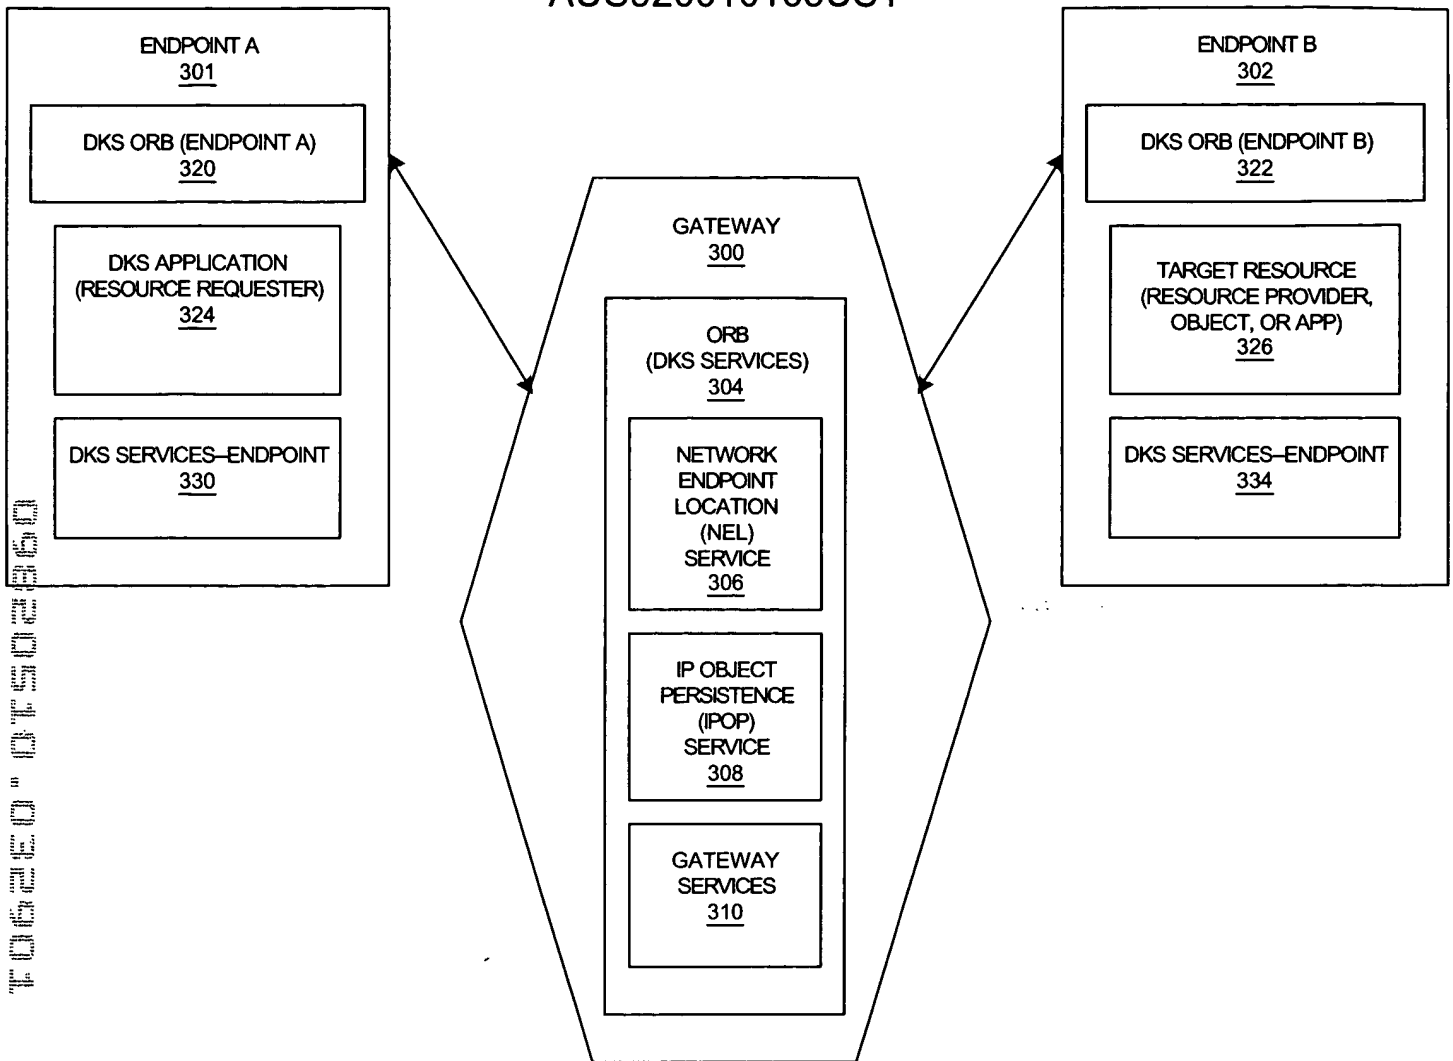 ENDPOINT A
301
DKS ORB (ENDPOINT A)
320
DKS APPLICATION
(RESOURCE REQUESTER)
324
DKS SERVICES–ENDPOINT
330
GATEWAY
300
ORB
(DKS SERVICES)
304
NETWORK
ENDPOINT
LOCATION
(NEL)
SERVICE
306
IP OBJECT
PERSISTENCE
(IPOP)
SERVICE
308
GATEWAY
SERVICES
310
ENDPOINT B
302
DKS ORB (ENDPOINT B)
322
TARGET RESOURCE
(RESOURCE PROVIDER,
OBJECT, OR APP)
326
DKS SERVICES–ENDPOINT
334